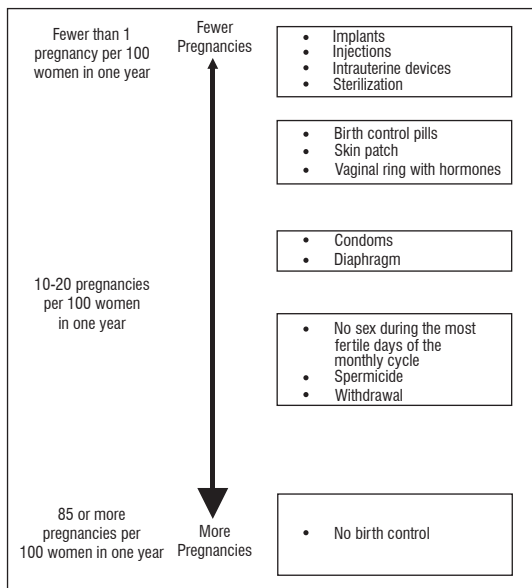 Fewer than 1
pregnancy per 100
women in one year
Fewer
Pregnancies
• Implants
• Injections
• Intrauterine devices
• Sterilization
• Birth control pills
• Skin patch
• Vaginal ring with hormones
• Condoms
• Diaphragm
10-20 pregnancies
per 100 women
in one year
• No sex during the most
fertile days of the
monthly cycle
• Spermicide
• Withdrawal
85 or more
pregnancies per
100 women in one year
More
Pregnancies
• No birth control